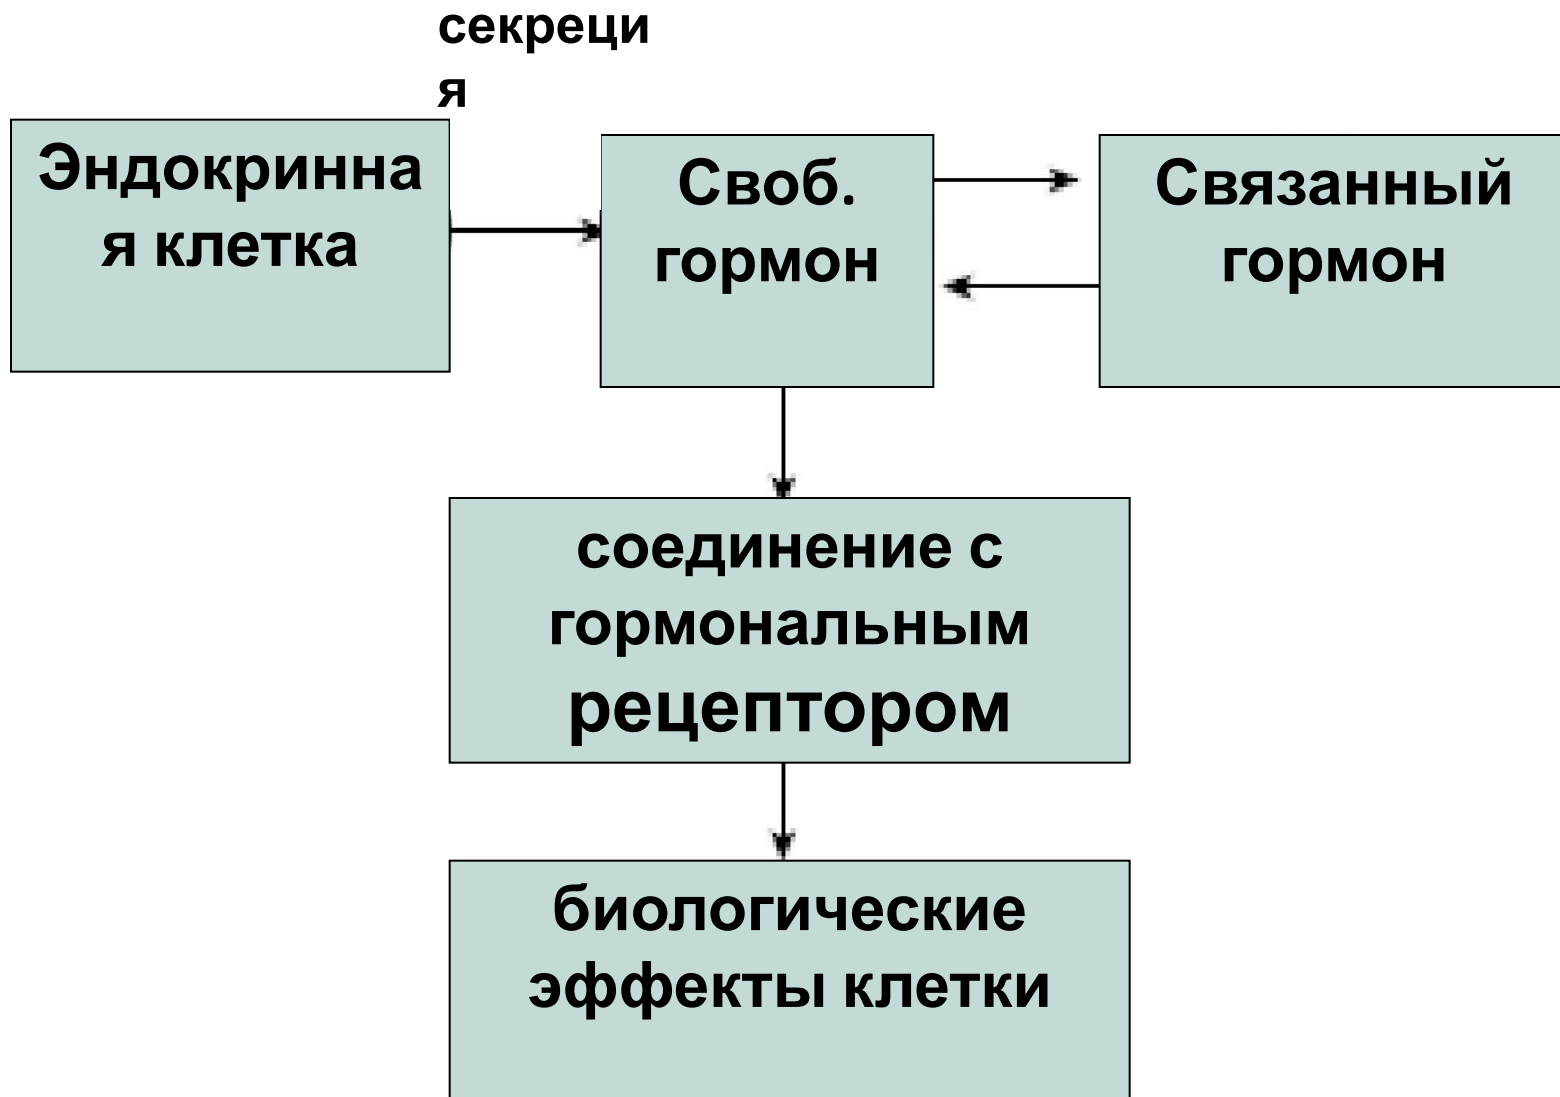 секреци
я
Эндокринна
я клетка
Своб.
гормон
Связанный
гормон
соединение с
гормональным
рецептором
биологические
эффекты клетки